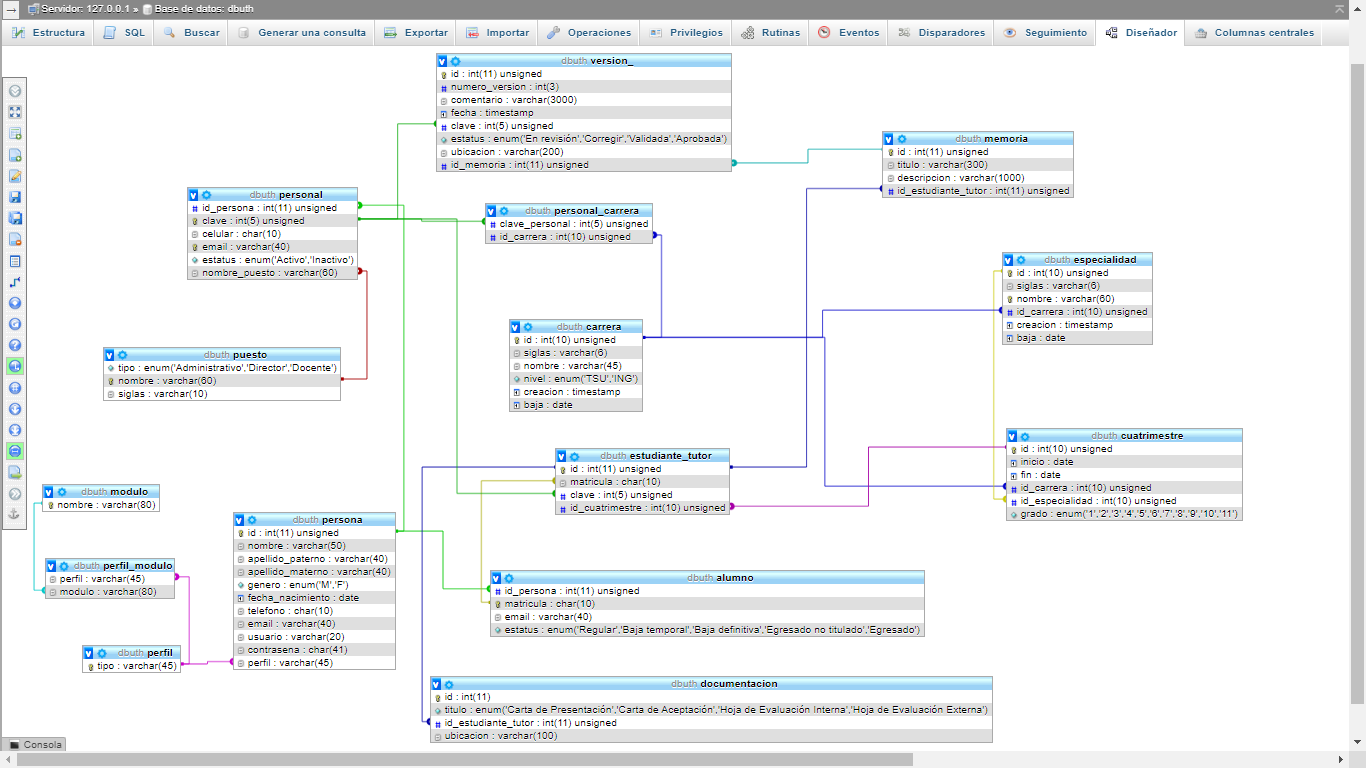 Servidor: 127.0.0.1 » Base de datos: dbuth
Estructura SQL Buscar Generar una consulta Exportar Importar Operaciones Privilegios Rutinas Eventos Disparadores Seguimiento Diseñador Columnas centrales
dbuth version_
id : int(11) unsigned
numero_version : int(3)
comentario : varchar(3000)
fecha : timestamp
clave : int(5) unsigned
estatus : enum('En revisión','Corregir','Validada','Aprobada')
ubicacion : varchar(200)
id_memoria : int(11) unsigned
dbuth memoria
id : int(11) unsigned
titulo : varchar(300)
descripcion : varchar(1000)
id_estudiante_tutor : int(11) unsigned
dbuth personal
id_persona : int(11) unsigned
clave : int(5) unsigned
celular : char(10)
email : varchar(40)
estatus : enum('Activo','Inactivo')
nombre_puesto : varchar(60)
dbuth personal_carrera
clave_personal : int(5) unsigned
id_carrera : int(10) unsigned
dbuth especialidad
id : int(10) unsigned
siglas : varchar(6)
nombre : varchar(60)
id_carrera : int(10) unsigned
creacion : timestamp
baja : date
dbuth carrera
id : int(10) unsigned
siglas : varchar(6)
nombre : varchar(45)
nivel : enum('TSU','ING')
creacion : timestamp
baja : date
dbuth puesto
tipo : enum('Administrativo','Director','Docente')
nombre : varchar(60)
siglas : varchar(10)
dbuth cuatrimestre
id : int(10) unsigned
inicio : date
fin : date
id_carrera : int(10) unsigned
id_especialidad : int(10) unsigned
grado : enum('1','2','3','4','5','6','7','8','9','10','11')
dbuth estudiante_tutor
id : int(11) unsigned
matricula : char(10)
clave : int(5) unsigned
id_cuatrimestre : int(10) unsigned
dbuth modulo
nombre : varchar(80)
dbuth persona
id : int(11) unsigned
nombre : varchar(50)
apellido_paterno : varchar(40)
apellido_materno : varchar(40)
genero : enum('M','F')
fecha_nacimiento : date
telefono : char(10)
email : varchar(40)
usuario : varchar(20)
contrasena : char(41)
perfil : varchar(45)
dbuth perfil_modulo
perfil : varchar(45)
modulo : varchar(80)
dbuth alumno
id_persona : int(11) unsigned
matricula : char(10)
email : varchar(40)
estatus : enum('Regular','Baja temporal','Baja definitiva','Egresado no titulado','Egresado')
dbuth perfil
tipo : varchar(45)
dbuth documentacion
id : int(11)
titulo : enum('Carta de Presentación','Carta de Aceptación','Hoja de Evaluación Interna','Hoja de Evaluación Externa')
id_estudiante_tutor : int(11) unsigned
ubicacion : varchar(100)
Consola